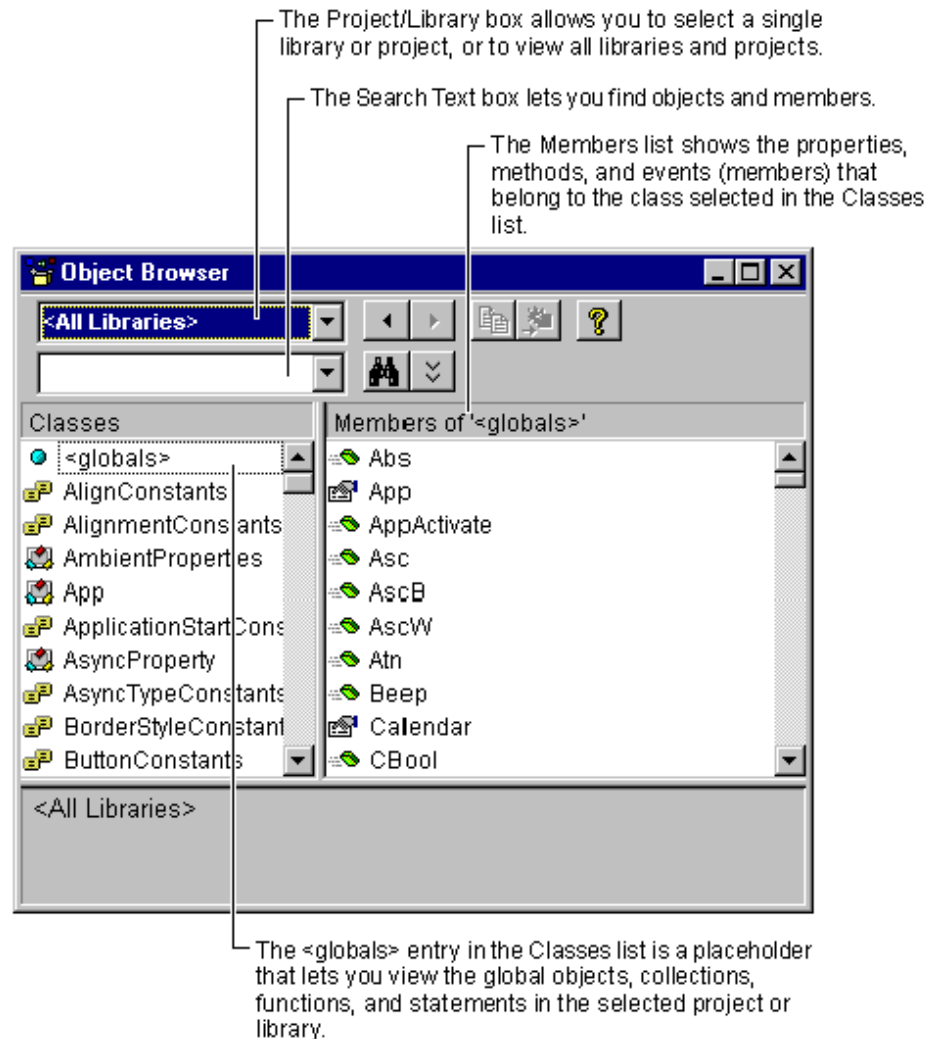 The Project/Library box allows you to select a single
library or project, or to view all libraries and projects.
The Search Text box lets you find objects and members.
The Members list shows the properties,
methods, and events (members) that
belong to the class selected in the Classes
list.
Object Browser
<All Libraries>
Classes
<globals>
AlignConstants
AlignmentConstants
AmbientProperties
App
ApplicationStartCons
AsyncProperty
AsyncTypeConstants
BorderStyleConstant
ButtonConstants
Members of '<globals>'
Abs
App
AppActivate
Asc
AscB
AscW
Atn
Beep
Calendar
CBool
<All Libraries>
The <globals> entry in the Classes list is a placeholder
that lets you view the global objects, collections,
functions, and statements in the selected project or
library.